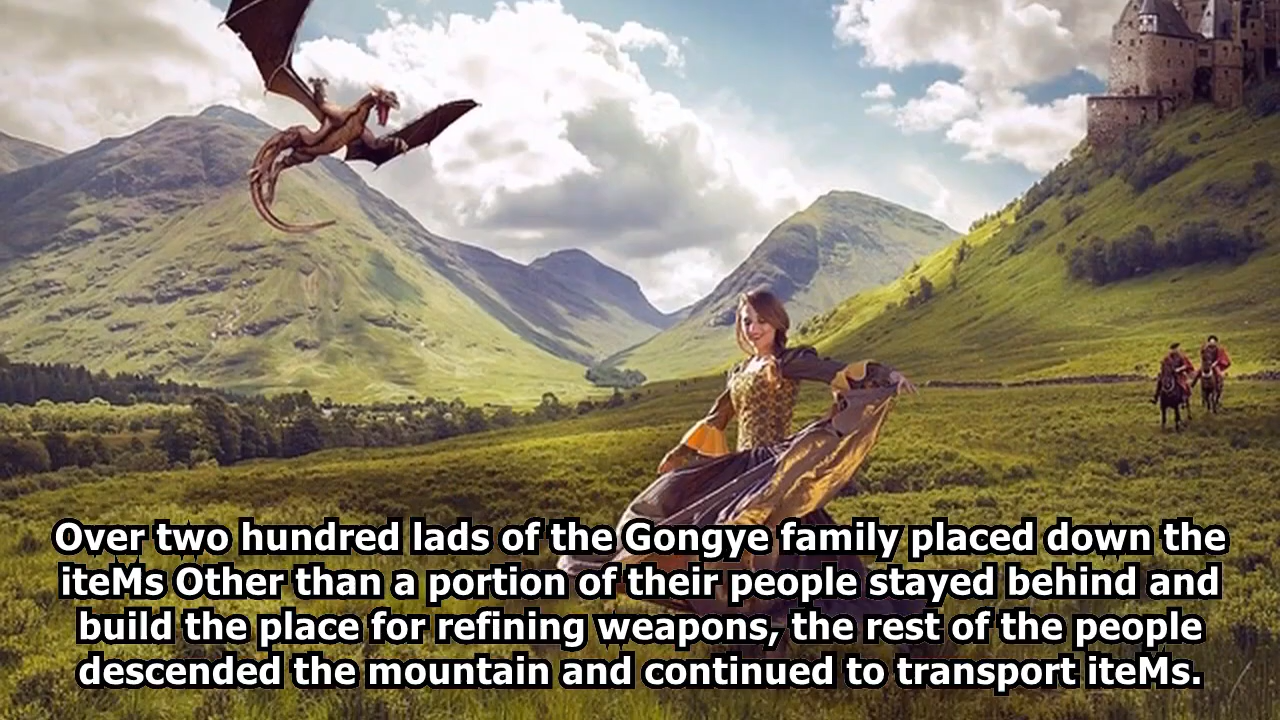 Over two hundred lads of the Gongye family placed down the
iteMs Other than a portion of their people stayed behind and
build the place for refining weapons, the rest of the people
descended the mountain and continued to transport iteMs.